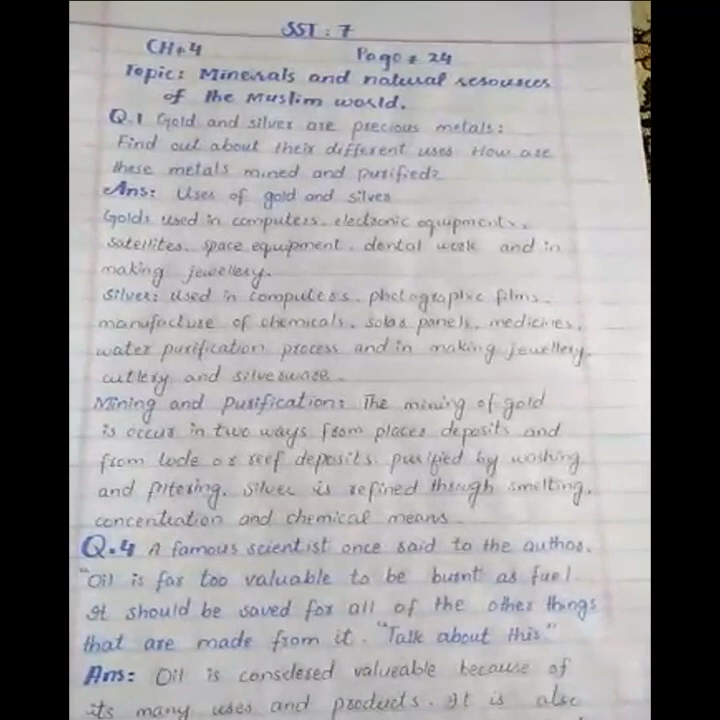 SST: 7
CH#4 Page # 24
Topic: Minerals and natural resources
of the Muslim world.
Q.1 Gold and silver are precious metals:
Find out about their different uses How are
these metals mined and purified?
Ans: Uses of gold and silver
Gold: used in computers, electronic equipments,
satellites, space equipment, dental work and in
making jewellery.
Silver: used in computers, photographic films,
manufacture of chemicals, solar panels, medicines,
water purification process and in making jewellery,
cutlery and silverware.
Mining and Purification: The mining of gold
is occur in two ways from placer deposits and
from lode or reef deposits. purified by washing
and filtering. Silver is refined through smelting,
concentration and chemical means.
Q.4 A famous scientist once said to the author.
"Oil is far too valuable to be burnt as fuel.
It should be saved for all of the other things
that are made from it. "Talk about this"
Ans: Oil is considered valueable because of
its many uses and products. It is also